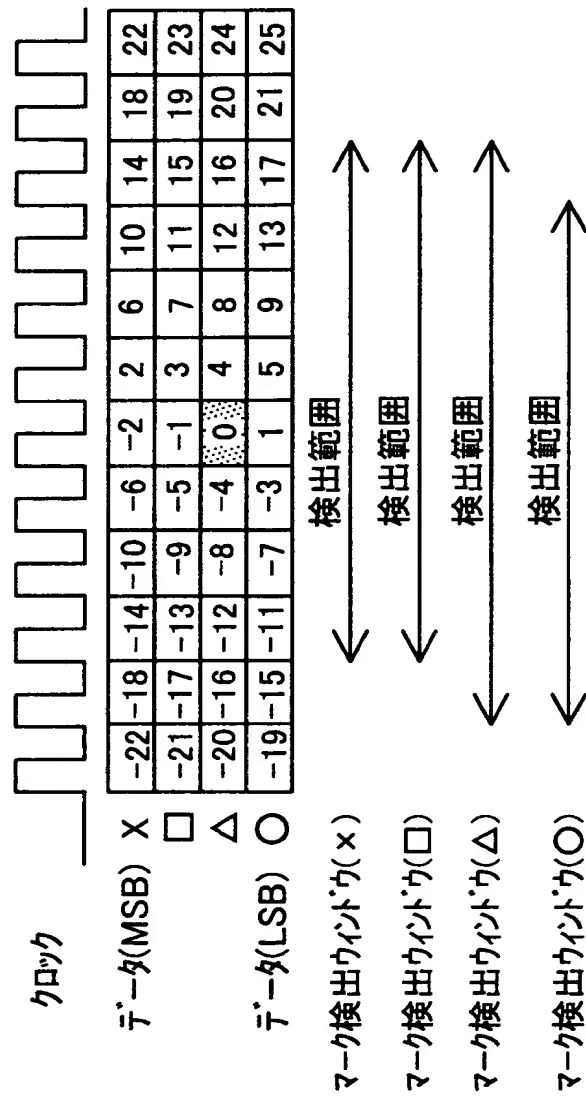 クロック
データ(MSB) × -22 -18 -14 -10 -6 -2 2 6 10 14 18 22
□ -21 -17 -13 -9 -5 -1 3 7 11 15 19 23
△ -20 -16 -12 -8 -4 0 4 8 12 16 20 24
データ(LSB) ○ -19 -15 -11 -7 -3 1 5 9 13 17 21 25
マーク検出ウィンドウ(×) 検出範囲
マーク検出ウィンドウ(□) 検出範囲
マーク検出ウィンドウ(△) 検出範囲
マーク検出ウィンドウ(○) 検出範囲